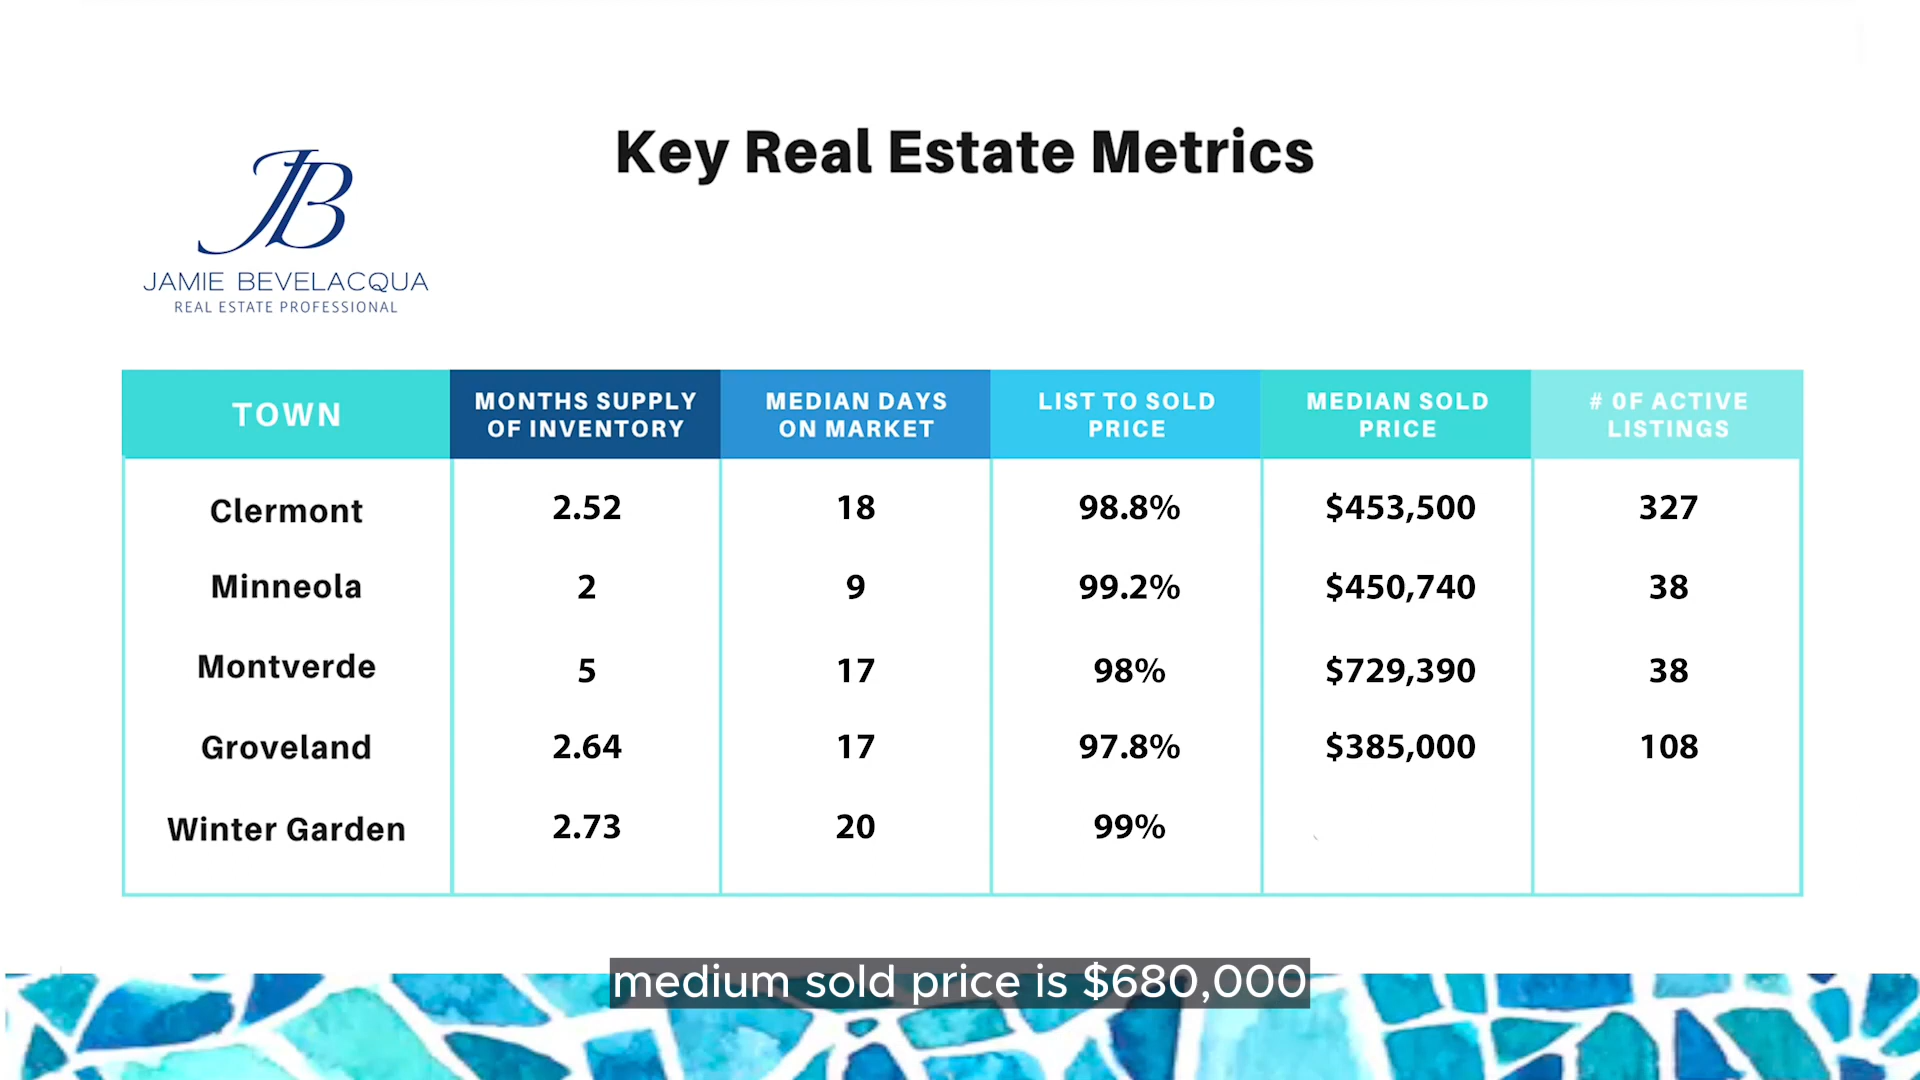 Key Real Estate Metrics
JB
JAMIE BEVELACQUA
REAL ESTATE PROFESSIONAL
TOWN
MONTHS SUPPLY
OF INVENTORY
MEDIAN DAYS
ON MARKET
LIST TO SOLD
PRICE
MEDIAN SOLD
PRICE
# 0F ACTIVE
LISTINGS
Clermont 2.52 18 98.8% $453,500 327
Minneola 2 9 99.2% $450,740 38
Montverde 5 17 98% $729,390 38
Groveland 2.64 17 97.8% $385,000 108
Winter Garden 2.73 20 99%
medium sold price is $680,000